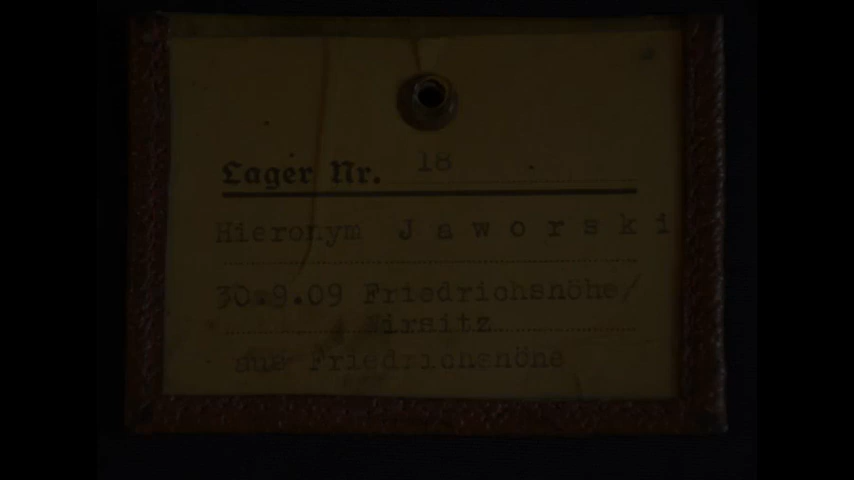 Lager Nr. 18
Hieronym Jaworski
30.9.09 Friedrichshöhe/
Wirsitz
aus Friedrichshöhe